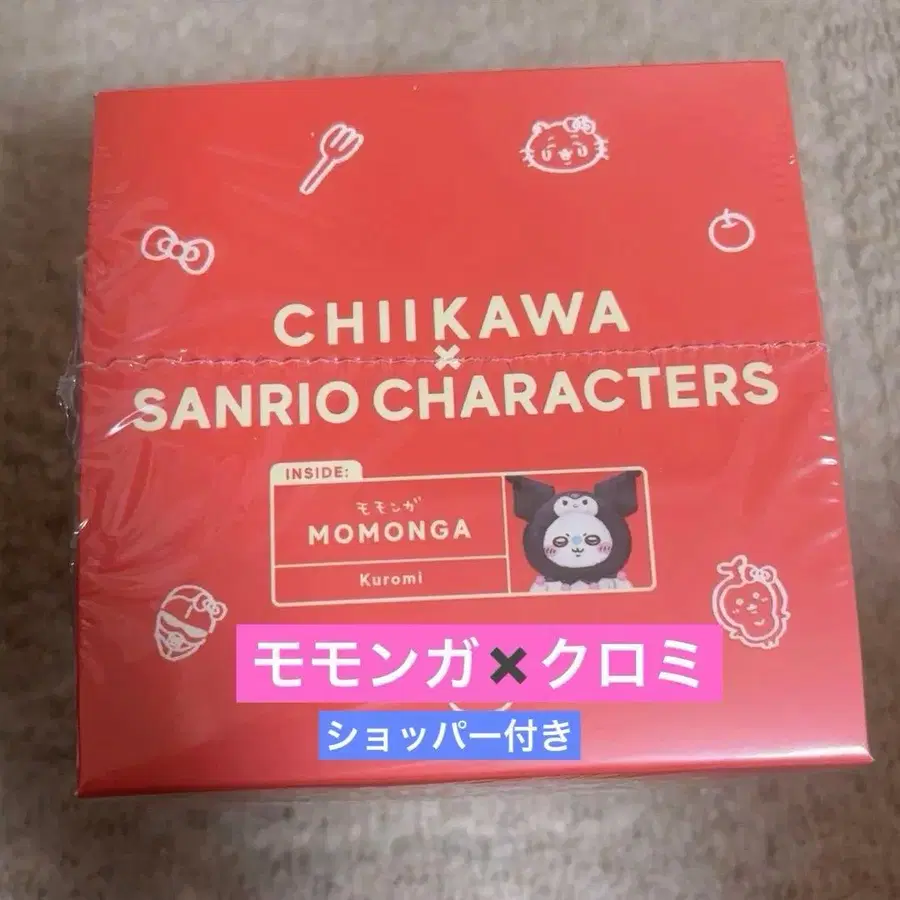 CHIIKAWA
×
SANRIO CHARACTERS
INSIDE:
モモンガ
MOMONGA
Kuromi
モモンガ✖️クロミ
ショッパー付き